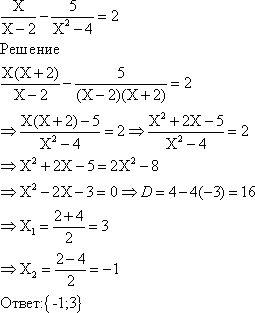 X/(X−2) − 5/(X²−4) = 2
Решение
X(X+2)/(X−2) − 5/((X−2)(X+2)) = 2
⇒ (X(X+2)−5)/(X²−4) = 2 ⇒ (X²+2X−5)/(X²−4) = 2
⇒ X²+2X−5 = 2X²−8
⇒ X²−2X−3 = 0 ⇒ D = 4−4(−3) = 16
⇒ X₁ = (2+4)/2 = 3
⇒ X₂ = (2−4)/2 = −1
Ответ:{ -1;3}